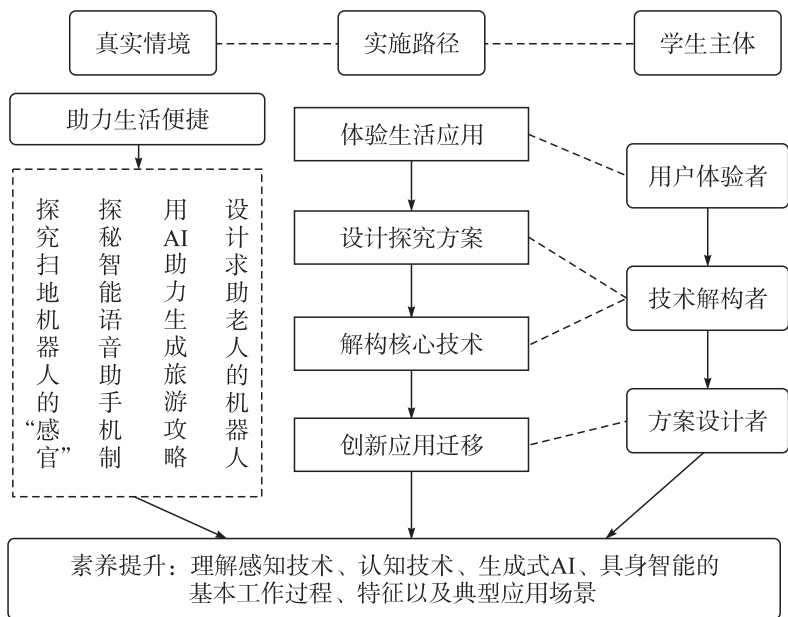 真实情境
实施路径
学生主体
助力生活便捷
探究扫地机器人的“感官”
探秘智能语音助手机制
用AI助力生成旅游攻略
设计求助老人的机器人
体验生活应用
设计探究方案
解构核心技术
创新应用迁移
用户体验者
技术解构者
方案设计者
素养提升：理解感知技术、认知技术、生成式AI、具身智能的
基本工作过程、特征以及典型应用场景